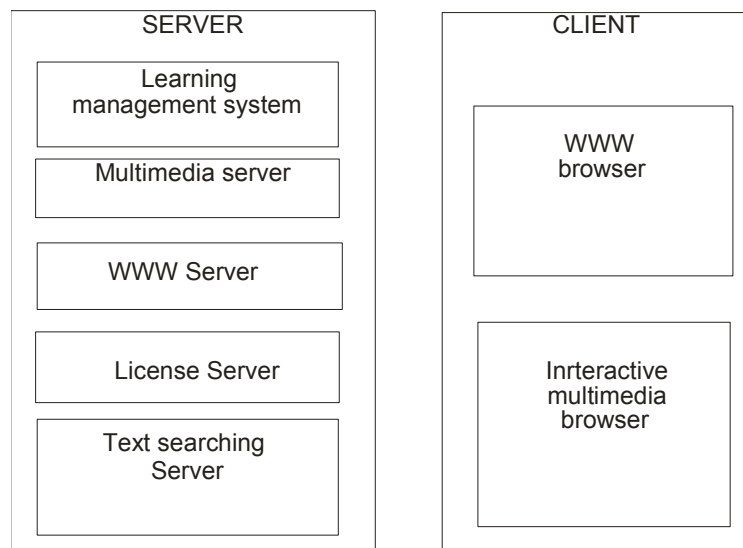 SERVER
Learning
management system
Multimedia server
WWW Server
License Server
Text searching
Server
CLIENT
WWW
browser
Inrteractive
multimedia
browser